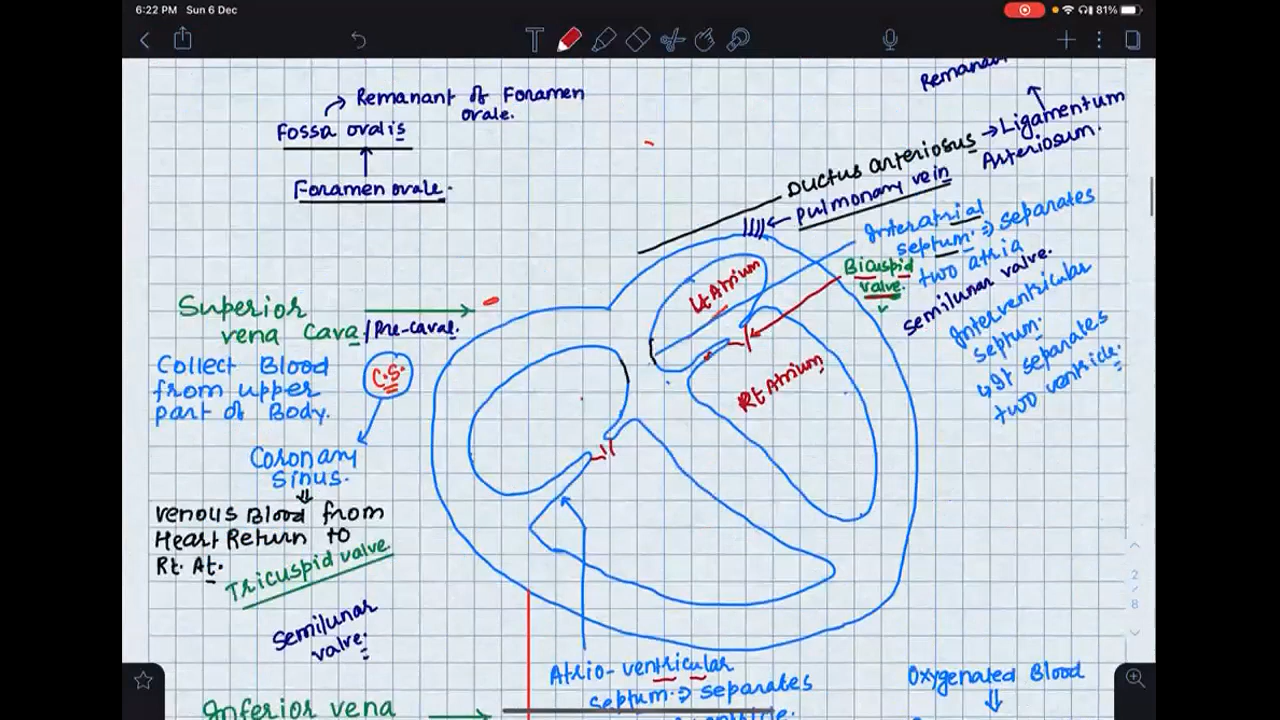 6:22 PM Sun 6 Dec
81%
Remanant of Foramen
ovale.
Fossa ovalis
Foramen ovale.
Ductus arteriosus
Ligamentum
Arteriosum.
Pulmonary vein
Interatrial
septum => separates
two atria
semilunar valve.
Interventricular
septum.
It separates
two ventricle.
Bicuspid
valve.
Lt Atrium
Rt Atrium
Superior
vena cava/Pre-caval.
Collect Blood
from upper
part of Body.
C.S.
Coronary
sinus.
Venous Blood from
Heart Return to
Rt. At.
Tricuspid valve
Semilunar
valve.
Inferior vena
Atrio-ventricular
septum. => separates
Oxygenated Blood
2
/
8